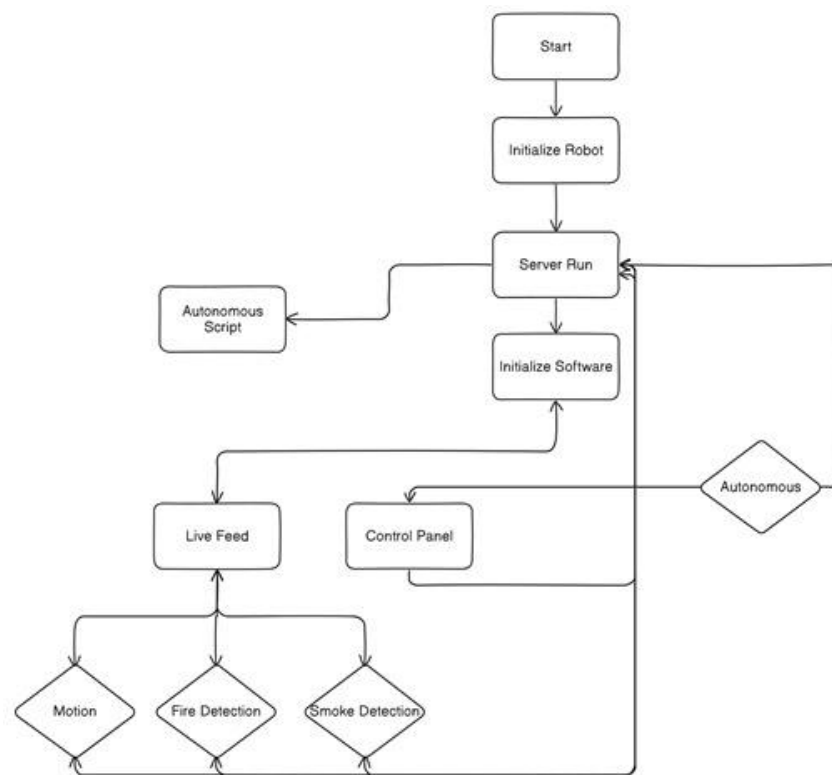 Start
Initialize Robot
Server Run
Autonomous
Script
Initialize Software
Autonomous
Live Feed
Control Panel
Motion
Fire Detection
Smoke Detection